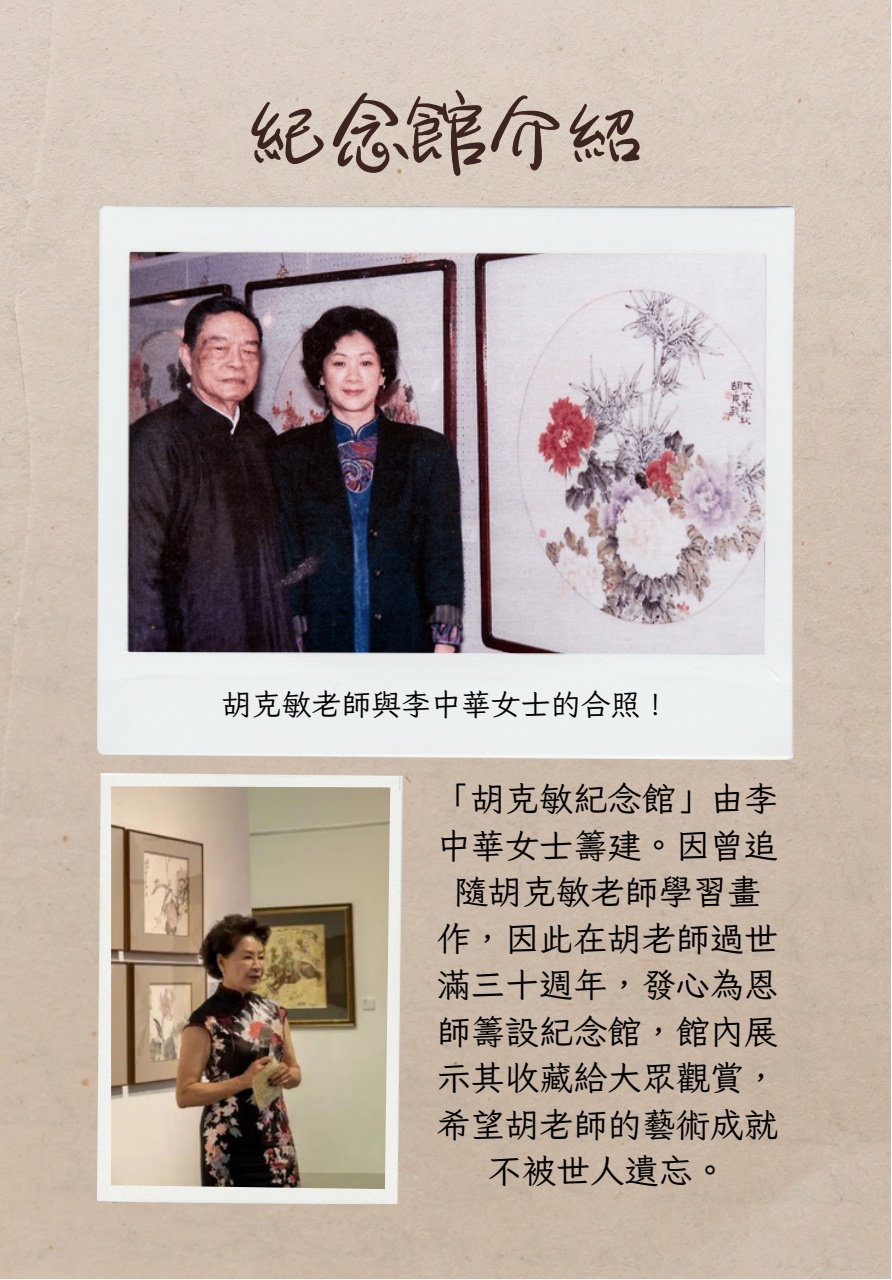 紀念館介紹
胡克敏
胡克敏老師與李中華女士的合照！
「胡克敏紀念館」由李
中華女士籌建。因曾追
隨胡克敏老師學習畫
作，因此在胡老師過世
滿三十週年，發心為恩
師籌設紀念館，館內展
示其收藏給大眾觀賞，
希望胡老師的藝術成就
不被世人遺忘。